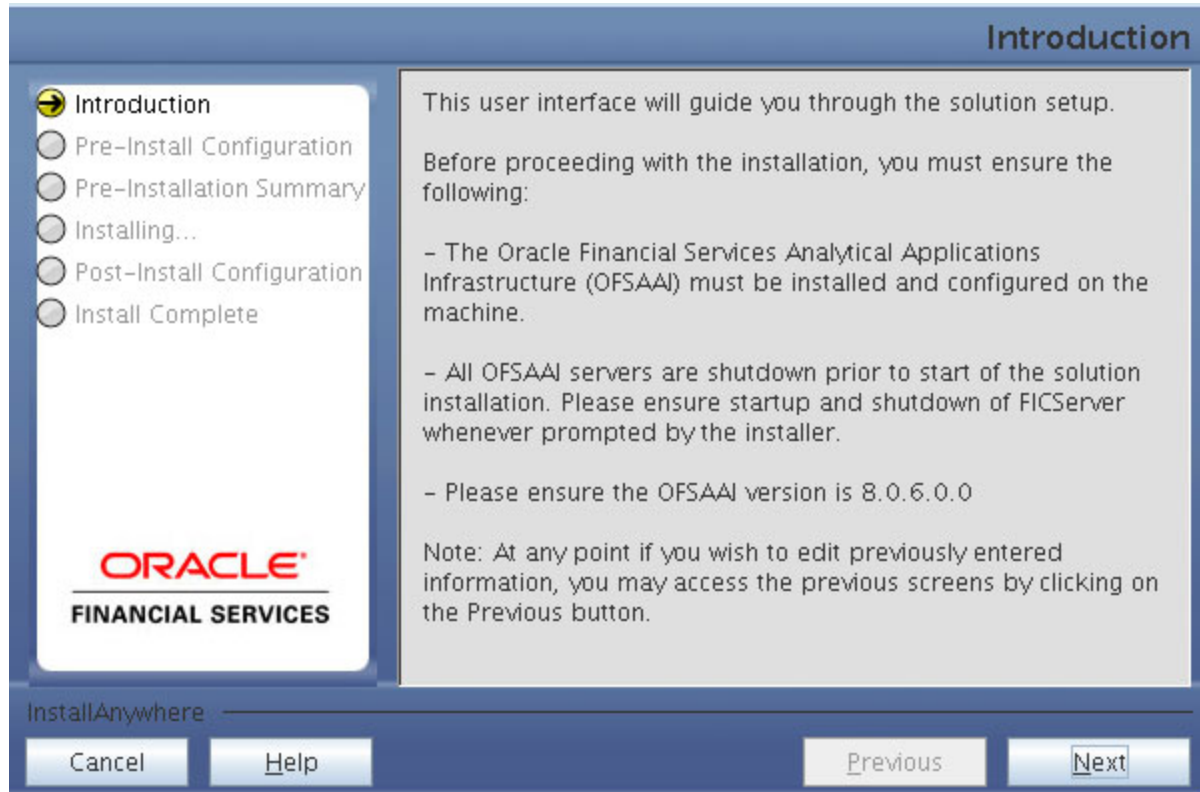 Introduction
Introduction
Pre-Install Configuration
Pre-Installation Summary
Installing...
Post-Install Configuration
Install Complete
ORACLE
FINANCIAL SERVICES
This user interface will guide you through the solution setup.
Before proceeding with the installation, you must ensure the
following:
- The Oracle Financial Services Analytical Applications
Infrastructure (OFSAAI) must be installed and configured on the
machine.
- All OFSAAI servers are shutdown prior to start of the solution
installation. Please ensure startup and shutdown of FICServer
whenever prompted by the installer.
- Please ensure the OFSAAI version is 8.0.6.0.0
Note: At any point if you wish to edit previously entered
information, you may access the previous screens by clicking on
the Previous button.
InstallAnywhere
Cancel
Help
Previous
Next